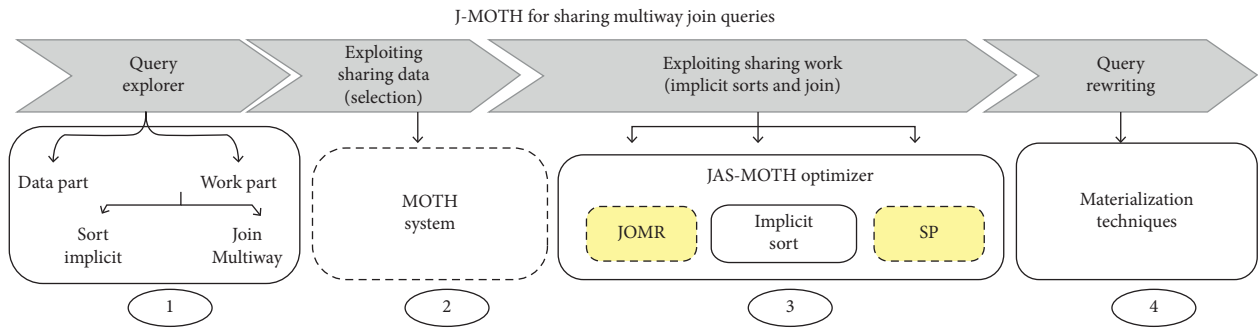 J-MOTH for sharing multiway join queries
Query
explorer
Exploiting
sharing data
(selection)
Exploiting sharing work
(implicit sorts and join)
Query
rewriting
Data part
Work part
Sort
implicit
Join
Multiway
MOTH
system
JAS-MOTH optimizer
JOMR
Implicit
sort
SP
Materialization
techniques
1
2
3
4